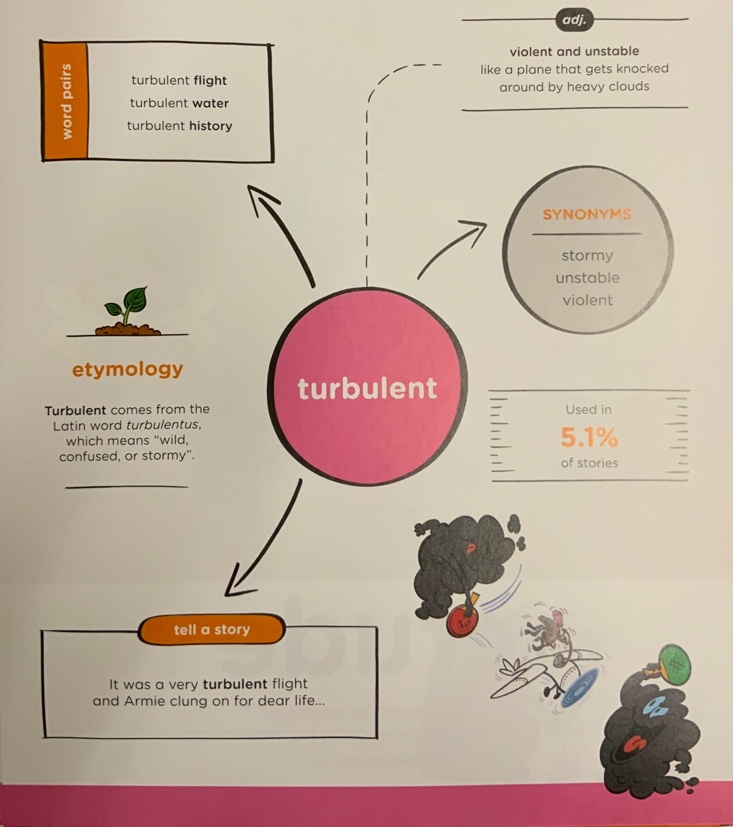 adj.
violent and unstable
like a plane that gets knocked
around by heavy clouds
word pairs
turbulent flight
turbulent water
turbulent history
SYNONYMS
stormy
unstable
violent
turbulent
etymology
Turbulent comes from the
Latin word turbulentus,
which means “wild,
confused, or stormy”.
Used in
5.1%
of stories
tell a story
It was a very turbulent flight
and Armie clung on for dear life...